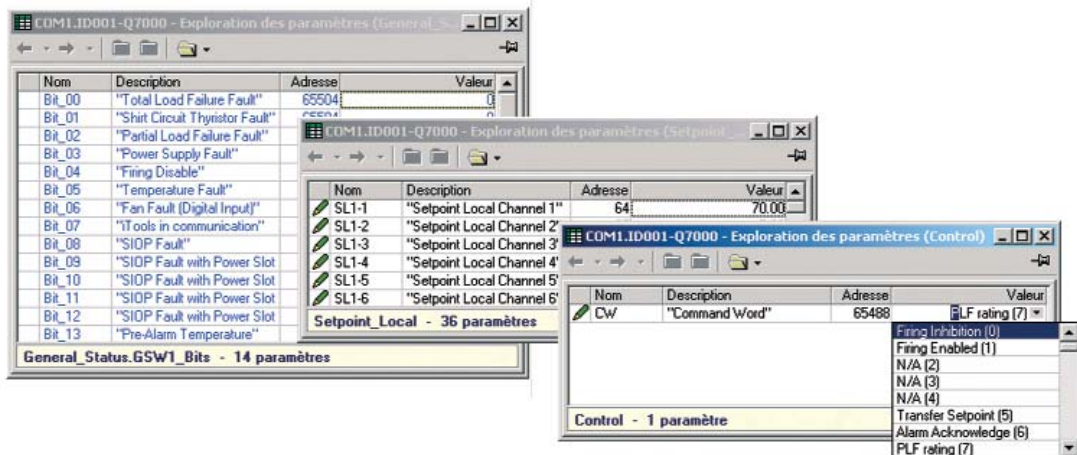 COM1.ID001-Q7000 - Exploration des paramètres (General_S...
Nom Description Adresse Valeur
Bit_00 "Total Load Failure Fault" 65504 0
Bit_01 "Shirt Circuit Thyristor Fault" 65504 0
Bit_02 "Partial Load Failure Fault"
Bit_03 "Power Supply Fault"
Bit_04 "Firing Disable"
Bit_05 "Temperature Fault"
Bit_06 "Fan Fault (Digital Input)"
Bit_07 "iTools in communication"
Bit_08 "SIOP Fault"
Bit_09 "SIOP Fault with Power Slot
Bit_10 "SIOP Fault with Power Slot
Bit_11 "SIOP Fault with Power Slot
Bit_12 "SIOP Fault with Power Slot
Bit_13 "Pre-Alarm Temperature"
General_Status.GSW1_Bits - 14 paramètres
COM1.ID001-Q7000 - Exploration des paramètres (Setpoint_...
Nom Description Adresse Valeur
SL1-1 "Setpoint Local Channel 1" 64 70.00
SL1-2 "Setpoint Local Channel 2"
SL1-3 "Setpoint Local Channel 3"
SL1-4 "Setpoint Local Channel 4"
SL1-5 "Setpoint Local Channel 5"
SL1-6 "Setpoint Local Channel 6"
Setpoint_Local - 36 paramètres
COM1.ID001-Q7000 - Exploration des paramètres (Control)
Nom Description Adresse Valeur
CW "Command Word" 65488 PLF rating (7)
Firing Inhibition (0)
Firing Enabled (1)
N/A (2)
N/A (3)
N/A (4)
Transfer Setpoint (5)
Alarm Acknowledge (6)
PLF rating (7)
Control - 1 paramètre